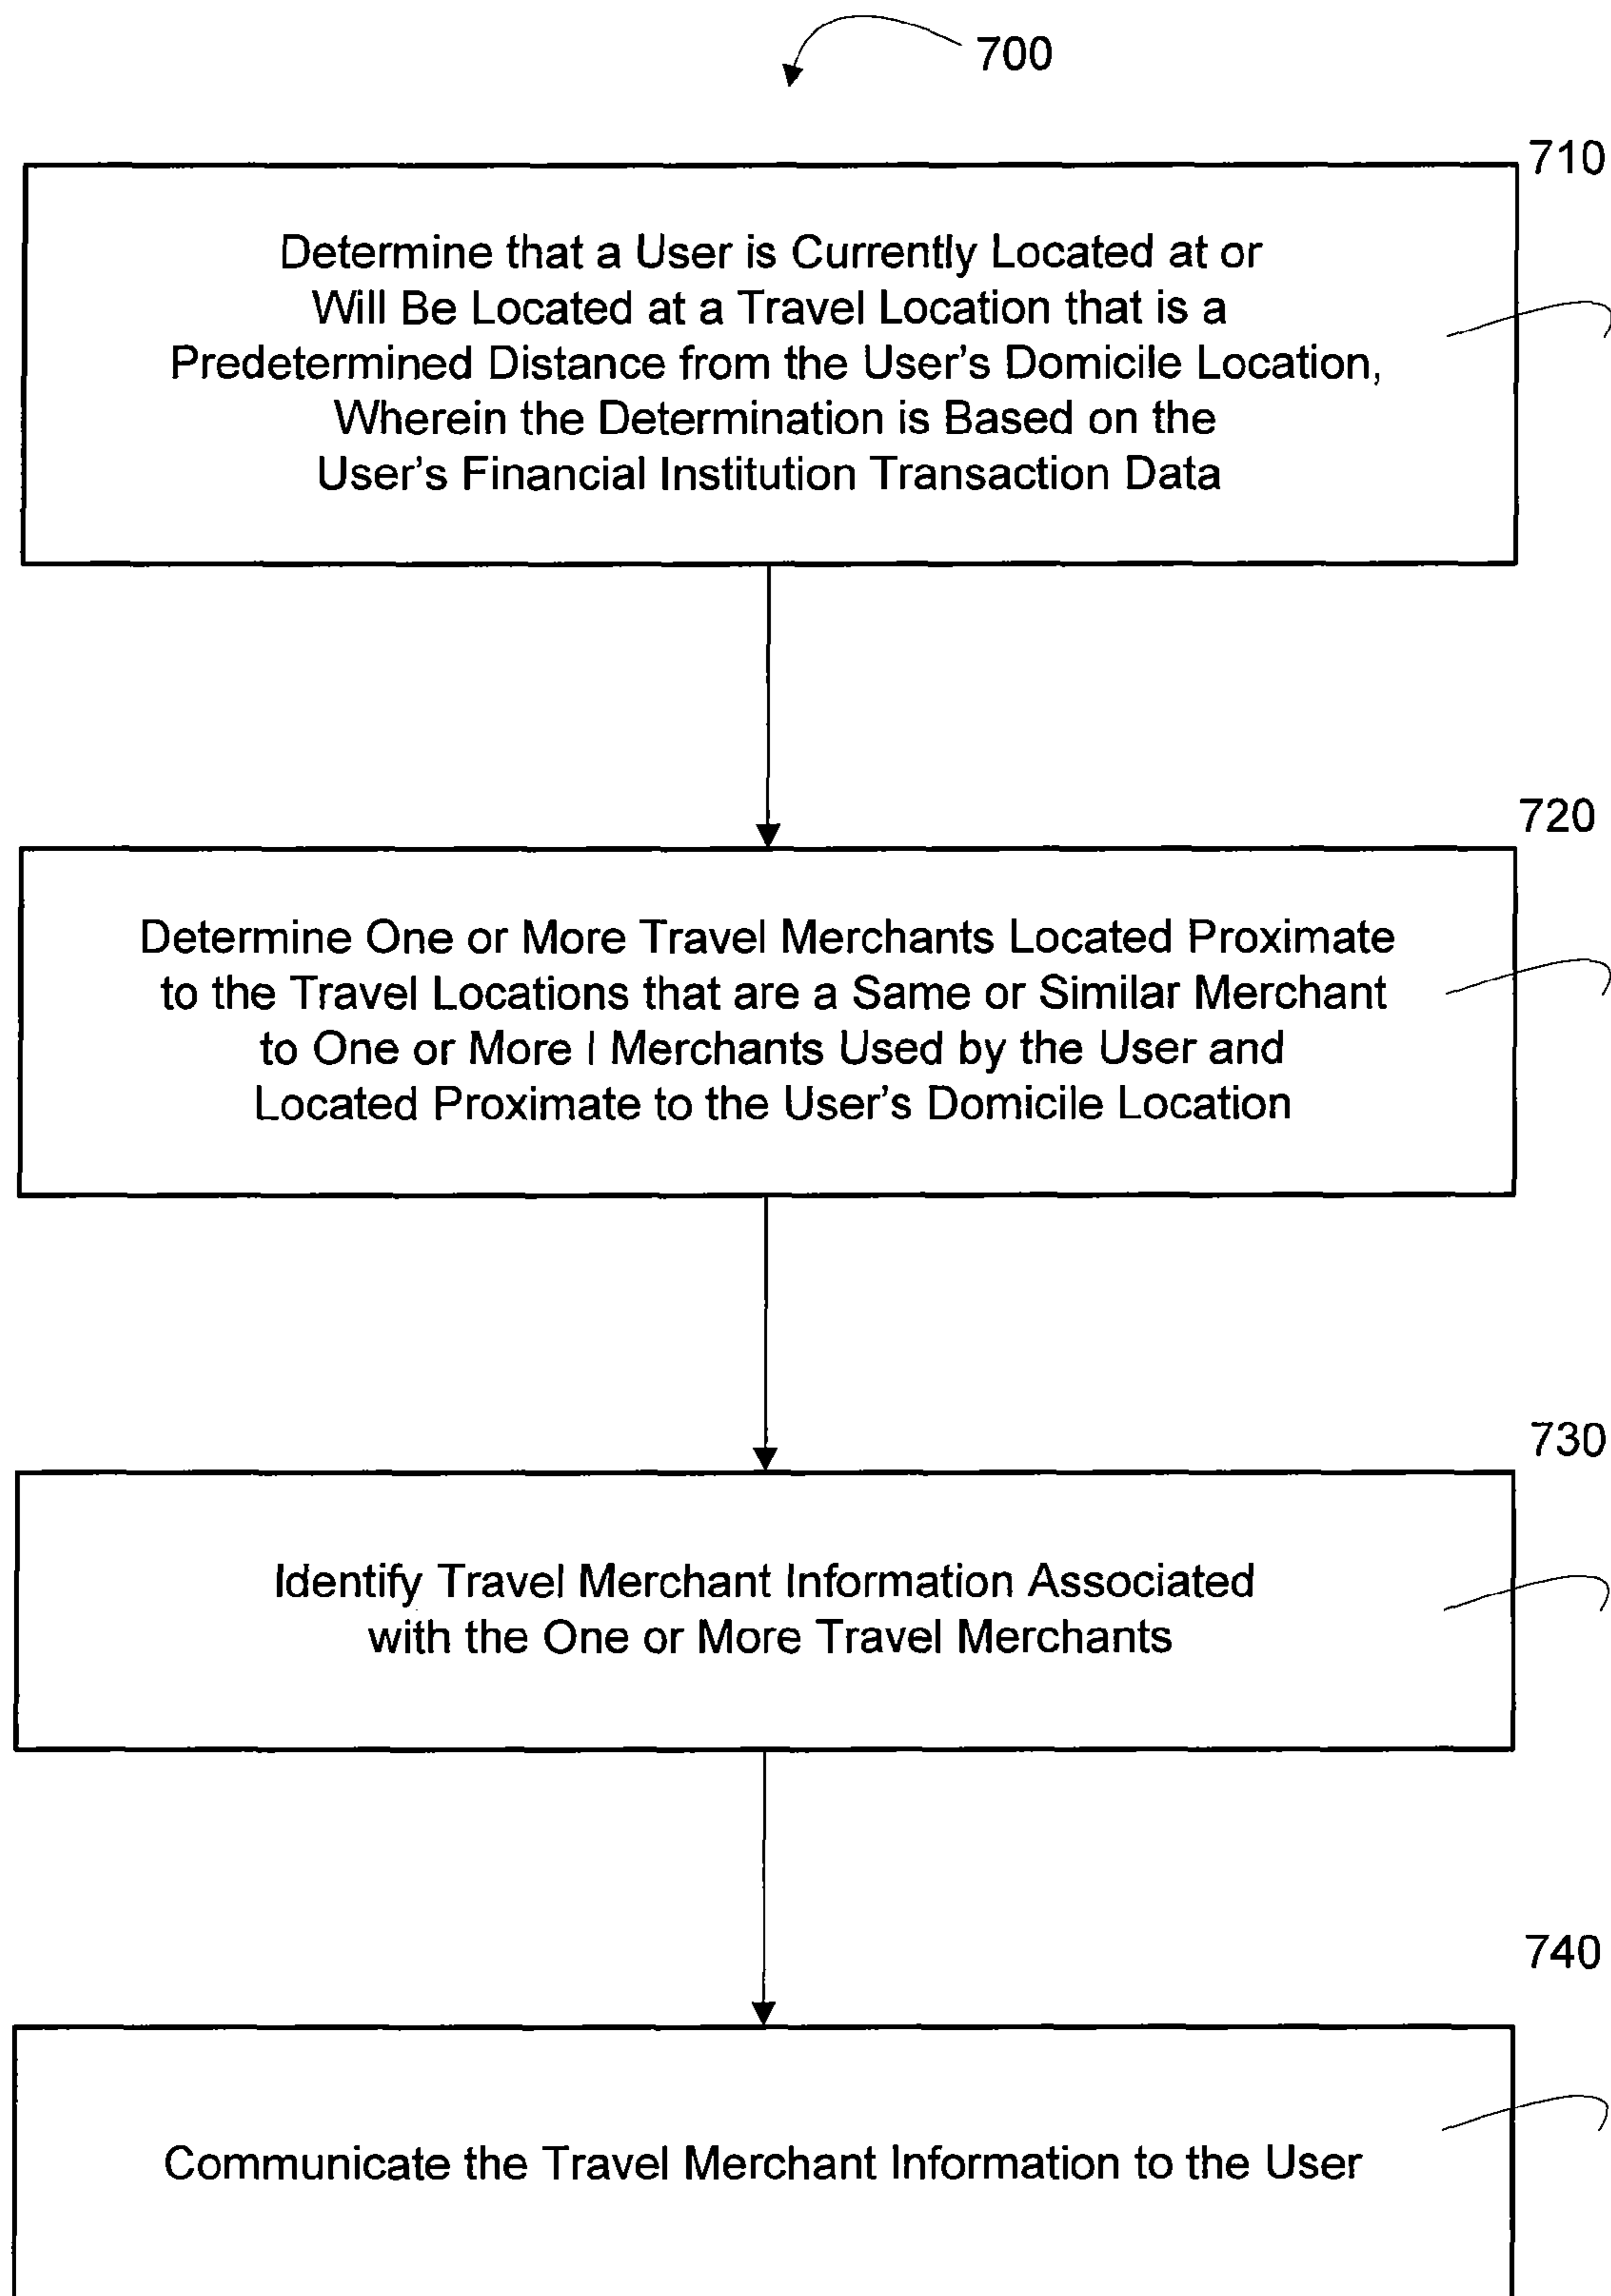 700
710
Determine that a User is Currently Located at or
Will Be Located at a Travel Location that is a
Predetermined Distance from the User's Domicile Location,
Wherein the Determination is Based on the
User's Financial Institution Transaction Data
720
Determine One or More Travel Merchants Located Proximate
to the Travel Locations that are a Same or Similar Merchant
to One or More I Merchants Used by the User and
Located Proximate to the User's Domicile Location
730
Identify Travel Merchant Information Associated
with the One or More Travel Merchants
740
Communicate the Travel Merchant Information to the User